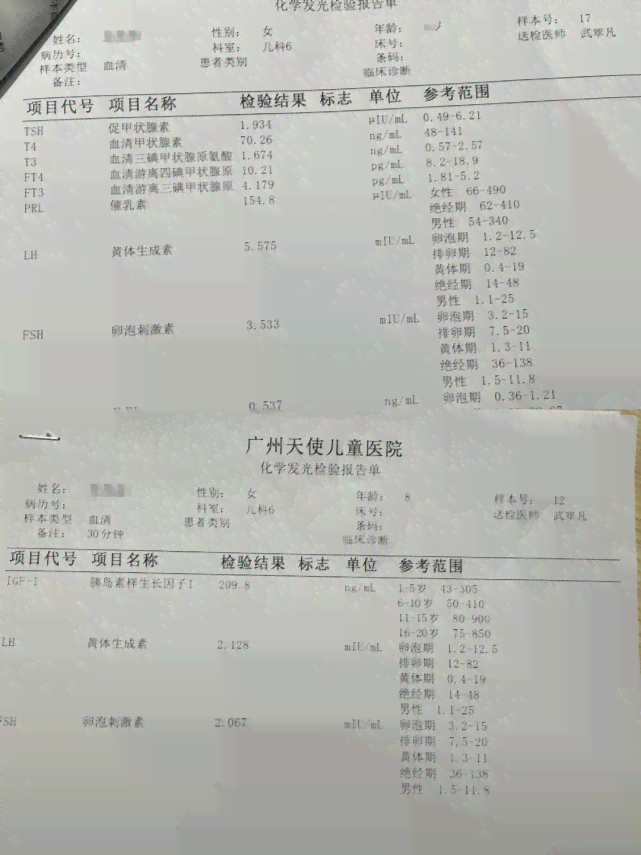 化学发光检验报告单
姓名： 性别： 女 年龄： 样本号： 17
病历号： 科室： 儿科6 床号： 送检医师 武翠凡
样本类型 血清 患者类别 条码：
备注： 临床诊断
项目代号 项目名称 检验结果 标志 单位 参考范围
TSH 促甲状腺素 1.934 μIU/mL 0.49-6.21
T4 血清甲状腺素 70.26 ng/mL 48-141
T3 血清三碘甲状腺原氨酸 1.674 ng/mL 0.57-2.57
FT4 血清游离四碘甲状腺原 10.21 pg/mL 8.2-18.9
FT3 血清游离三碘甲状腺原 4.179 pg/mL 1.81-5.2
PRL 催乳素 154.8 μIU/mL 女性 66-490
绝经期 62-410
男性 54-340
LH 黄体生成素 5.575 mIU/mL 卵泡期 1.2-12.5
排卵期 12-82
黄体期 0.4-19
绝经期 14-48
男性 1.1-25
FSH 卵泡刺激素 3.533 mIU/mL 卵泡期 3.2-15
排卵期 7.5-20
黄体期 1.3-11
绝经期 36-138
男性 1.5-11.8
0.537 ng/mL 卵泡期 0.36-1.21
广州天使儿童医院
化学发光检验报告单
姓名： 性别： 女 年龄： 8 样本号： 12
病历号： 科室： 儿科6 床号： 送检医师 武翠凡
样本类型 血清 患者类别 条码：
备注： 30分钟 临床诊断
项目代号 项目名称 检验结果 标志 单位 参考范围
IGF-I 胰岛素样生长因子I 209.8 ng/mL 1-5岁 43-305
6-10岁 50-410
11-15岁 80-900
16-20岁 75-850
LH 黄体生成素 2.128 mIU/mL 卵泡期 1.2-12.5
排卵期 12-82
黄体期 0.4-19
绝经期 14-48
男性 1.1-25
FSH 卵泡刺激素 2.067 mIU/mL 卵泡期 3.2-15
排卵期 7.5-20
黄体期 1.3-11
绝经期 36-138
男性 1.5-11.8